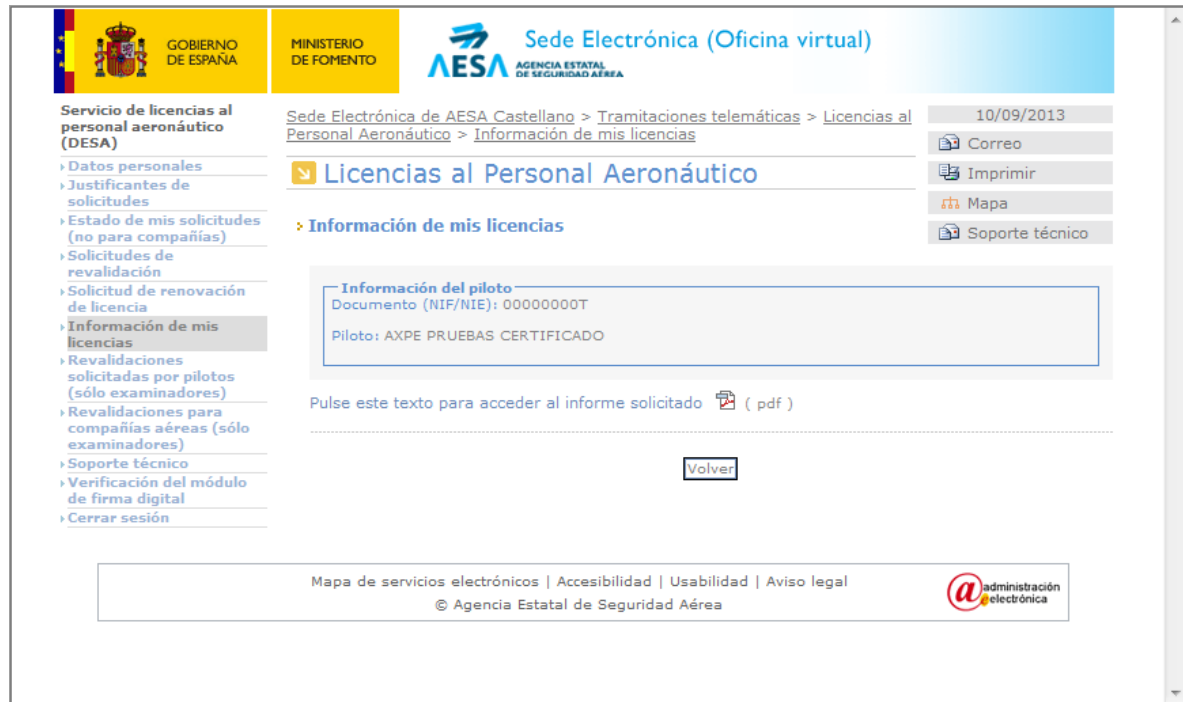 GOBIERNO
DE ESPAÑA
MINISTERIO
DE FOMENTO
AESA
AGENCIA ESTATAL
DE SEGURIDAD AÉREA
Sede Electrónica (Oficina virtual)
Servicio de licencias al
personal aeronáutico
(DESA)
Datos personales
Justificantes de
solicitudes
Estado de mis solicitudes
(no para compañías)
Solicitudes de
revalidación
Solicitud de renovación
de licencia
Información de mis
licencias
Revalidaciones
solicitadas por pilotos
(sólo examinadores)
Revalidaciones para
compañías aéreas (sólo
examinadores)
Soporte técnico
Verificación del módulo
de firma digital
Cerrar sesión
Sede Electrónica de AESA Castellano > Tramitaciones telemáticas > Licencias al
Personal Aeronáutico > Información de mis licencias
Licencias al Personal Aeronáutico
Información de mis licencias
Información del piloto
Documento (NIF/NIE): 00000000T
Piloto: AXPE PRUEBAS CERTIFICADO
Pulse este texto para acceder al informe solicitado ( pdf )
Volver
10/09/2013
Correo
Imprimir
Mapa
Soporte técnico
Mapa de servicios electrónicos | Accesibilidad | Usabilidad | Aviso legal
© Agencia Estatal de Seguridad Aérea
administración
electrónica